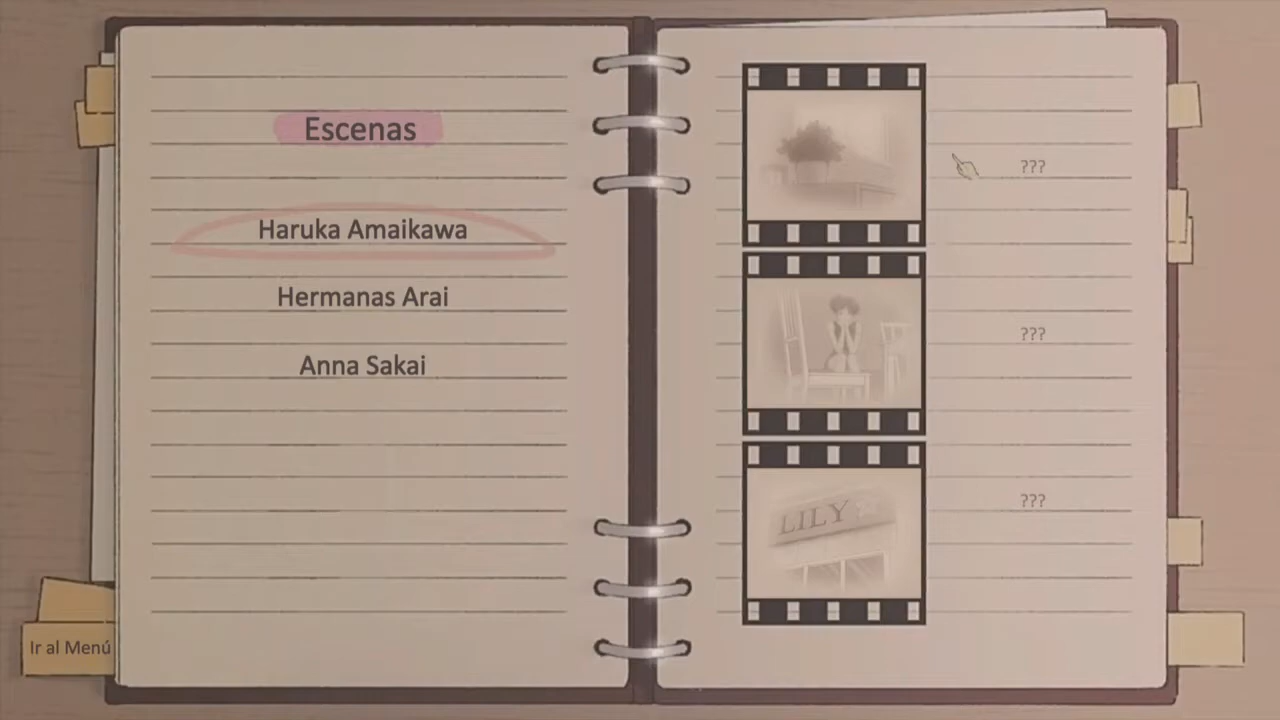 Escenas
Haruka Amaikawa
Hermanas Arai
Anna Sakai
Ir al Menú
???
???
LILY
???